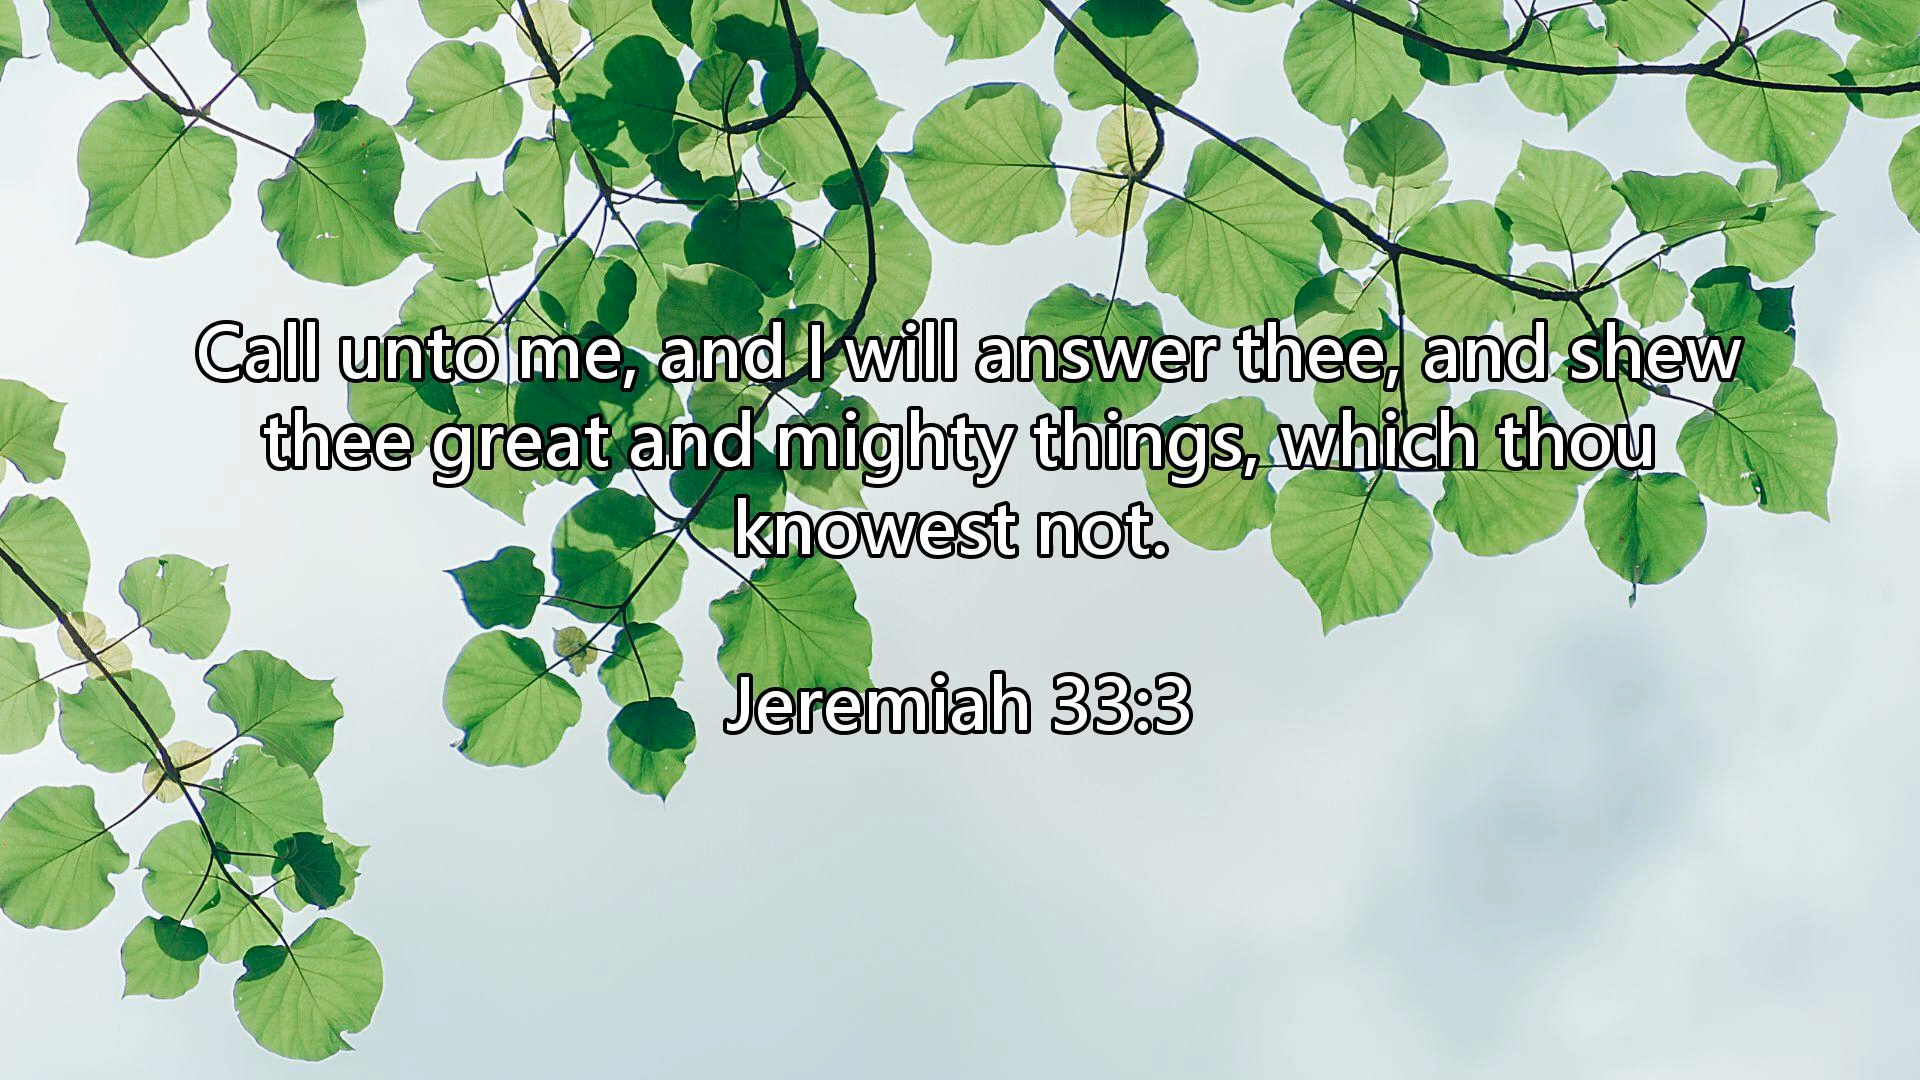 Call unto me, and I will answer thee, and shew
thee great and mighty things, which thou
knowest not.
Jeremiah 33:3